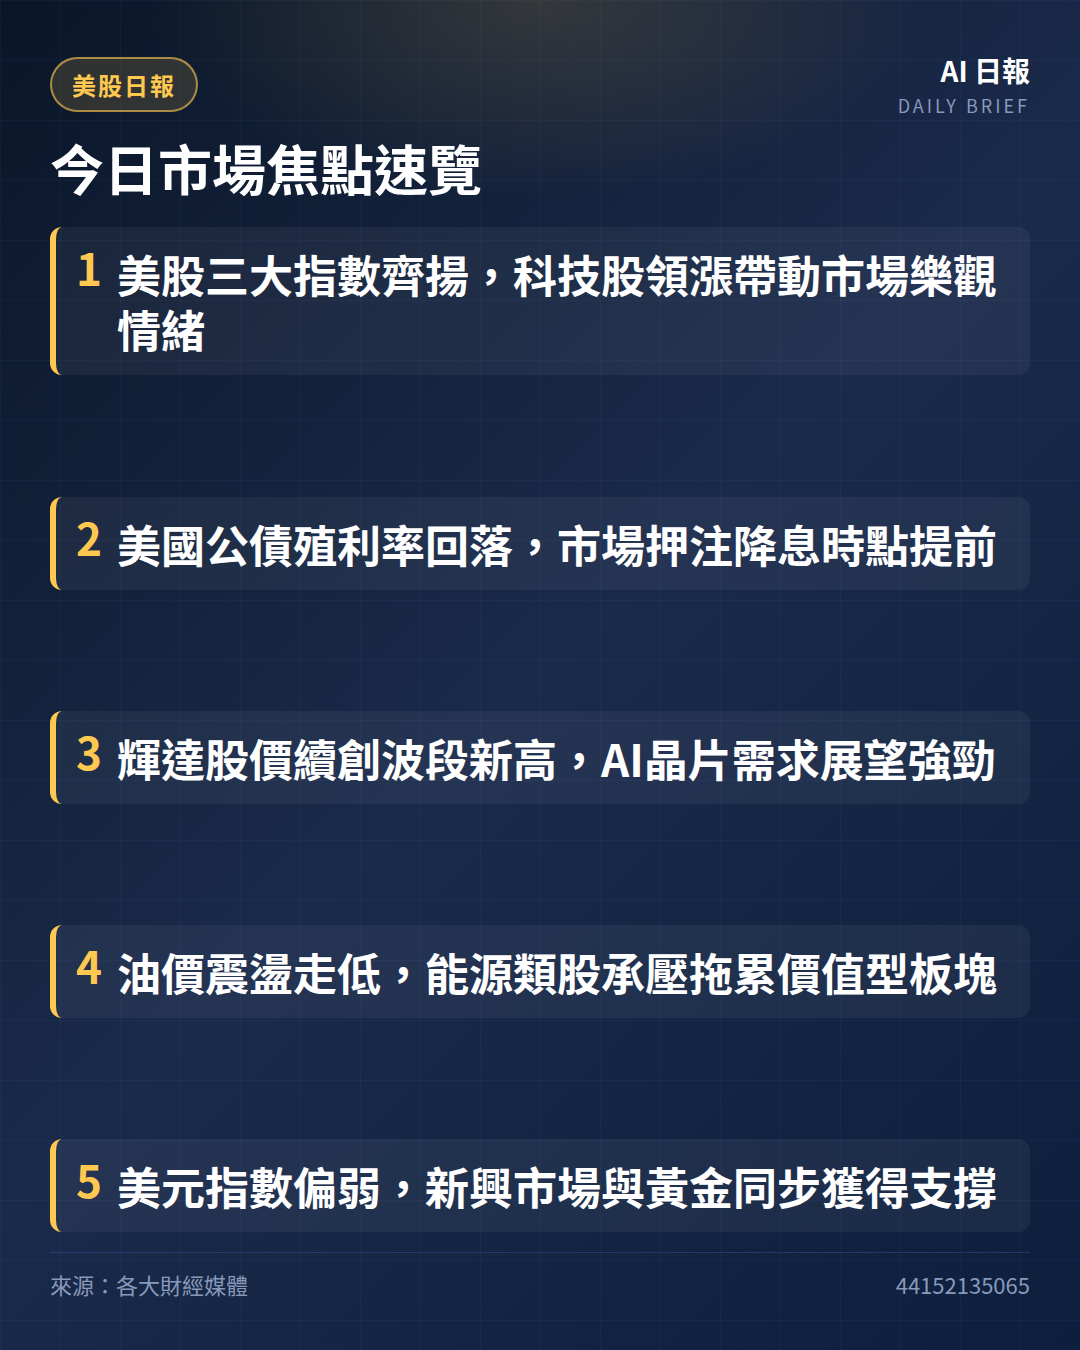 美股日報
AI 日報
DAILY BRIEF
今日市場焦點速覽
1 美股三大指數齊揚，科技股領漲帶動市場樂觀
情緒
2 美國公債殖利率回落，市場押注降息時點提前
3 輝達股價續創波段新高，AI晶片需求展望強勁
4 油價震盪走低，能源類股承壓拖累價值型板塊
5 美元指數偏弱，新興市場與黃金同步獲得支撐
來源：各大財經媒體
44152135065